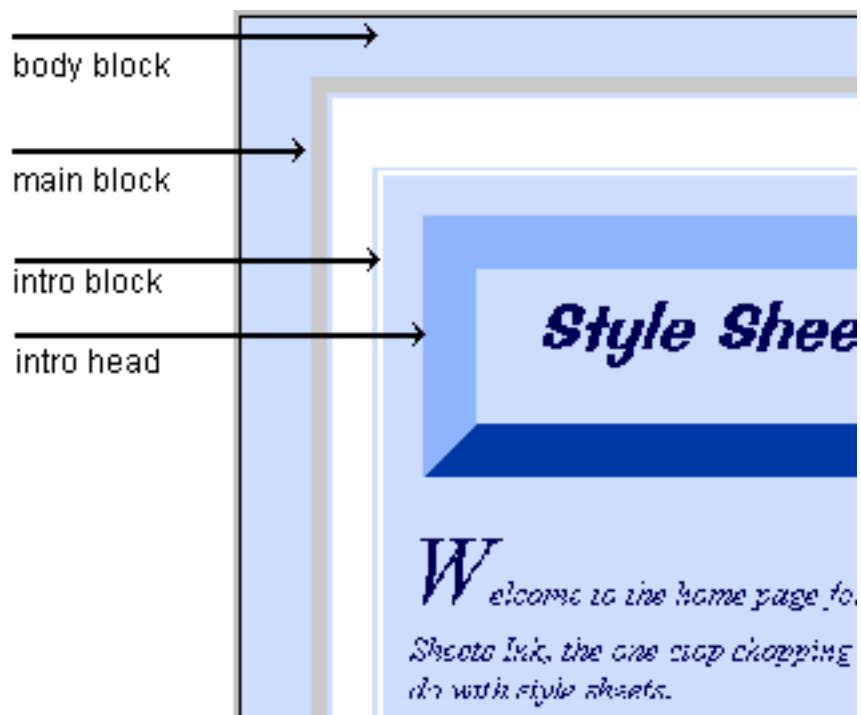 body block
main block
intro block
intro head
Style Shee
Welcome to the home page fo
Sheets Ink, the one stop shopping
do with style sheets.